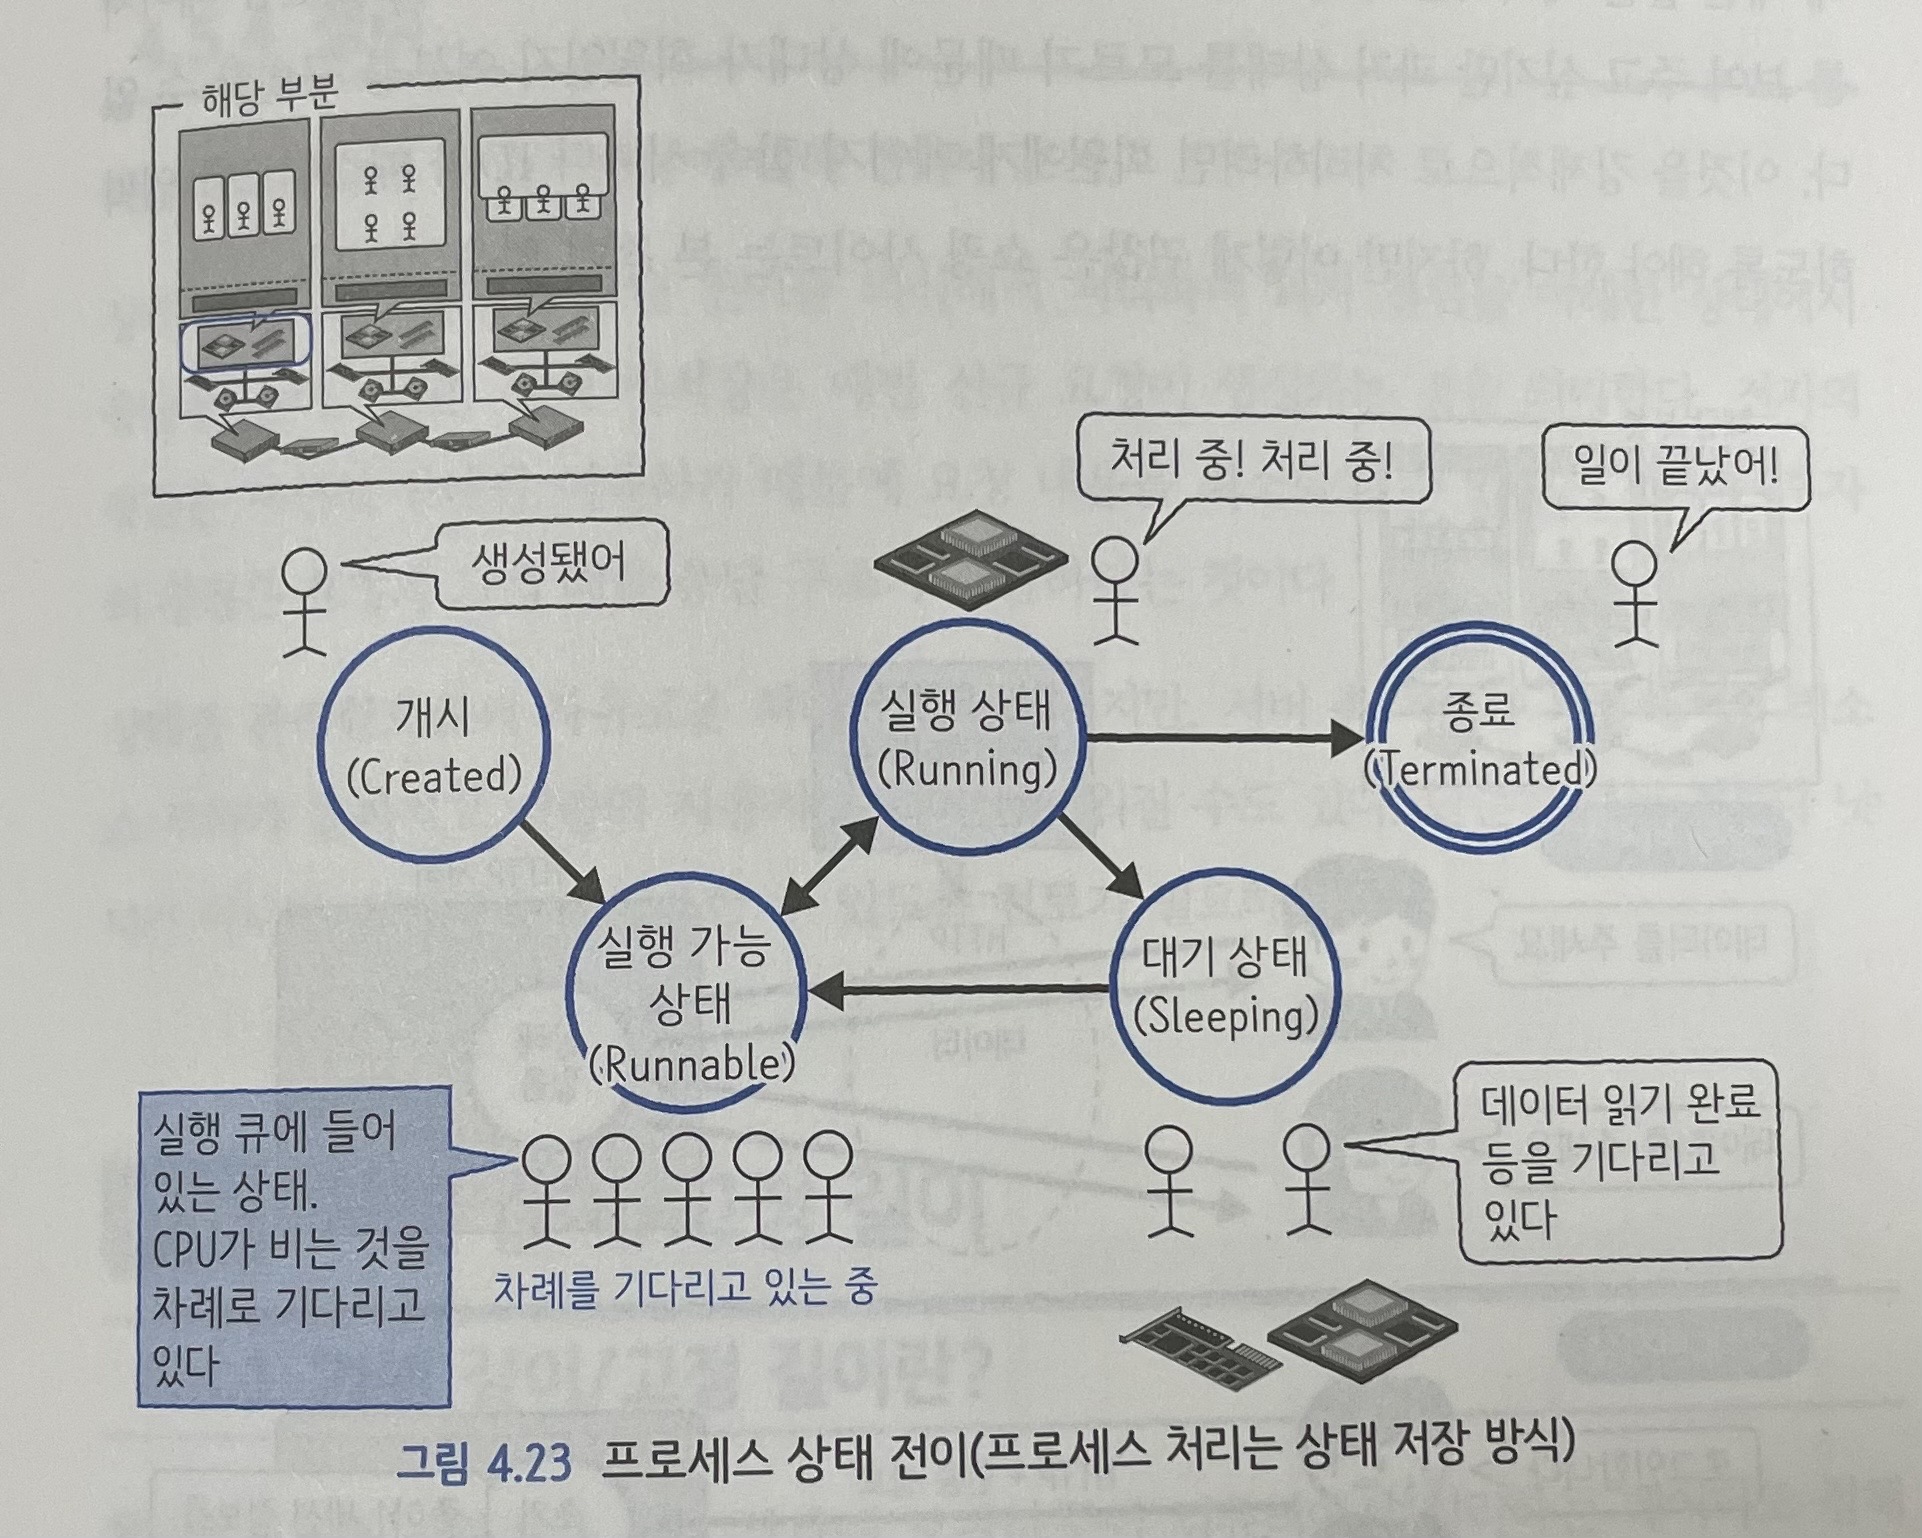 해당 부분
처리 중! 처리 중!
일이 끝났어!
생성됐어
개시
(Created)
실행 상태
(Running)
종료
(Terminated)
실행 가능
상태
(Runnable)
대기 상태
(Sleeping)
실행 큐에 들어
있는 상태.
CPU가 비는 것을
차례로 기다리고
있다
차례를 기다리고 있는 중
데이터 읽기 완료
등을 기다리고
있다
그림 4.23 프로세스 상태 전이(프로세스 처리는 상태 저장 방식)